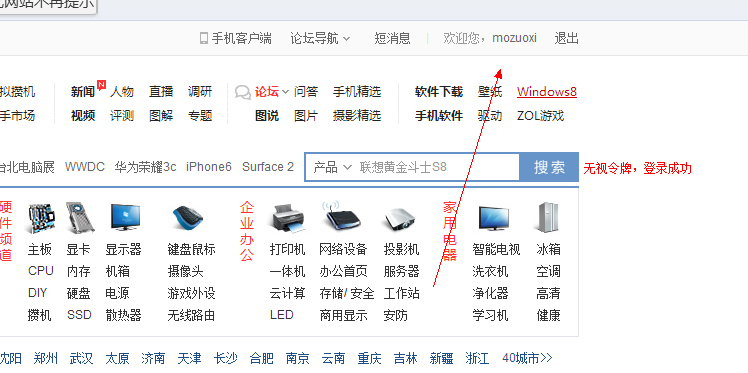 此网站不再提示
手机客户端 论坛导航 短消息 | 欢迎您，mozuoxi 退出
拟攒机 新闻 N 人物 直播 调研 论坛 问答 手机精选 软件下载 壁纸 Windows8
手市场 视频 评测 图解 专题 图说 图片 摄影精选 手机软件 驱动 ZOL游戏
台北电脑展 WWDC 华为荣耀3c iPhone6 Surface 2 产品 联想黄金斗士S8 搜索 无视令牌，登录成功
硬件频道 企业办公 家用电器
主板 显卡 显示器 键盘鼠标 打印机 网络设备 投影机 智能电视 冰箱
CPU 内存 机箱 摄像头 一体机 办公首页 服务器 洗衣机 空调
DIY 硬盘 电源 游戏外设 云计算 存储/ 安全 工作站 净化器 高清
攒机 SSD 散热器 无线路由 LED 商用显示 安防 学习机 健康
沈阳 郑州 武汉 太原 济南 天津 长沙 合肥 南京 云南 重庆 吉林 新疆 浙江 40城市>>